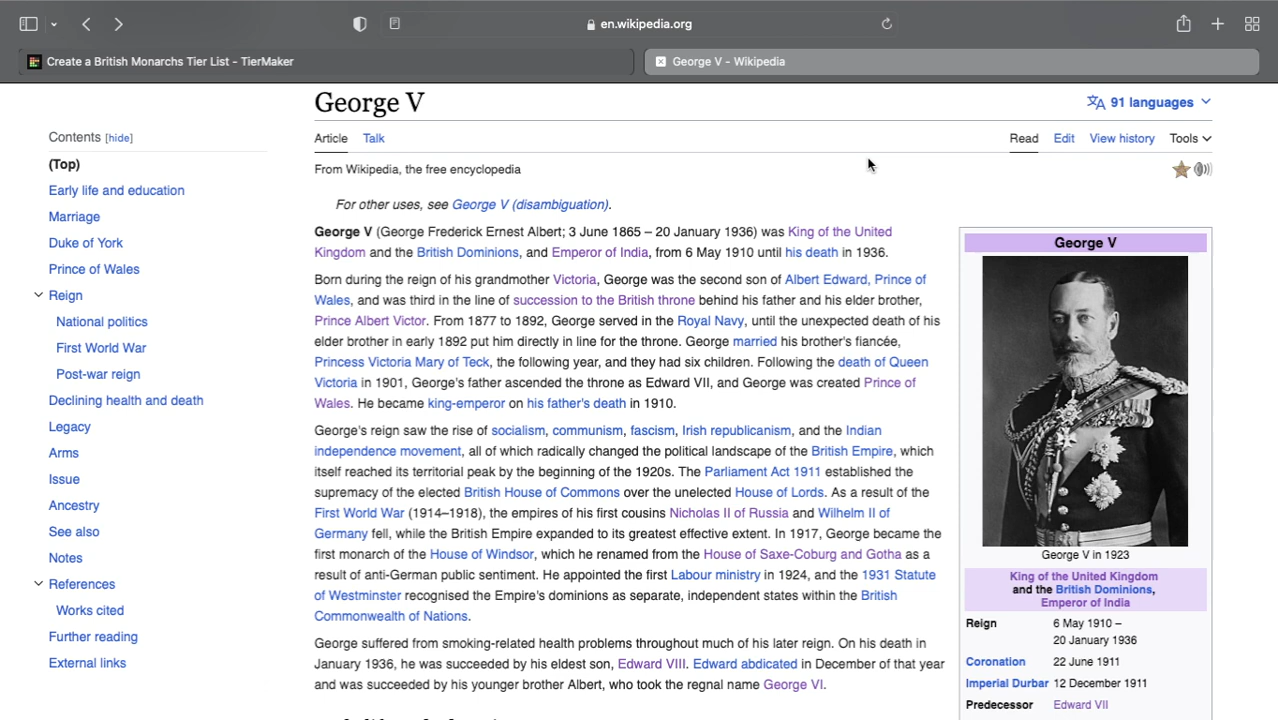 en.wikipedia.org
Create a British Monarchs Tier List - TierMaker
George V - Wikipedia
George V
91 languages
Article Talk
Read Edit View history Tools
From Wikipedia, the free encyclopedia
For other uses, see George V (disambiguation).
Contents [hide]
(Top)
Early life and education
Marriage
Duke of York
Prince of Wales
Reign
National politics
First World War
Post-war reign
Declining health and death
Legacy
Arms
Issue
Ancestry
See also
Notes
References
Works cited
Further reading
External links
George V (George Frederick Ernest Albert; 3 June 1865 – 20 January 1936) was King of the United
Kingdom and the British Dominions, and Emperor of India, from 6 May 1910 until his death in 1936.
Born during the reign of his grandmother Victoria, George was the second son of Albert Edward, Prince of
Wales, and was third in the line of succession to the British throne behind his father and his elder brother,
Prince Albert Victor. From 1877 to 1892, George served in the Royal Navy, until the unexpected death of his
elder brother in early 1892 put him directly in line for the throne. George married his brother's fiancée,
Princess Victoria Mary of Teck, the following year, and they had six children. Following the death of Queen
Victoria in 1901, George's father ascended the throne as Edward VII, and George was created Prince of
Wales. He became king-emperor on his father's death in 1910.
George's reign saw the rise of socialism, communism, fascism, Irish republicanism, and the Indian
independence movement, all of which radically changed the political landscape of the British Empire, which
itself reached its territorial peak by the beginning of the 1920s. The Parliament Act 1911 established the
supremacy of the elected British House of Commons over the unelected House of Lords. As a result of the
First World War (1914–1918), the empires of his first cousins Nicholas II of Russia and Wilhelm II of
Germany fell, while the British Empire expanded to its greatest effective extent. In 1917, George became the
first monarch of the House of Windsor, which he renamed from the House of Saxe-Coburg and Gotha as a
result of anti-German public sentiment. He appointed the first Labour ministry in 1924, and the 1931 Statute
of Westminster recognised the Empire's dominions as separate, independent states within the British
Commonwealth of Nations.
George suffered from smoking-related health problems throughout much of his later reign. On his death in
January 1936, he was succeeded by his eldest son, Edward VIII. Edward abdicated in December of that year
and was succeeded by his younger brother Albert, who took the regnal name George VI.
George V
George V in 1923
King of the United Kingdom
and the British Dominions,
Emperor of India
Reign 6 May 1910 –
20 January 1936
Coronation 22 June 1911
Imperial Durbar 12 December 1911
Predecessor Edward VII